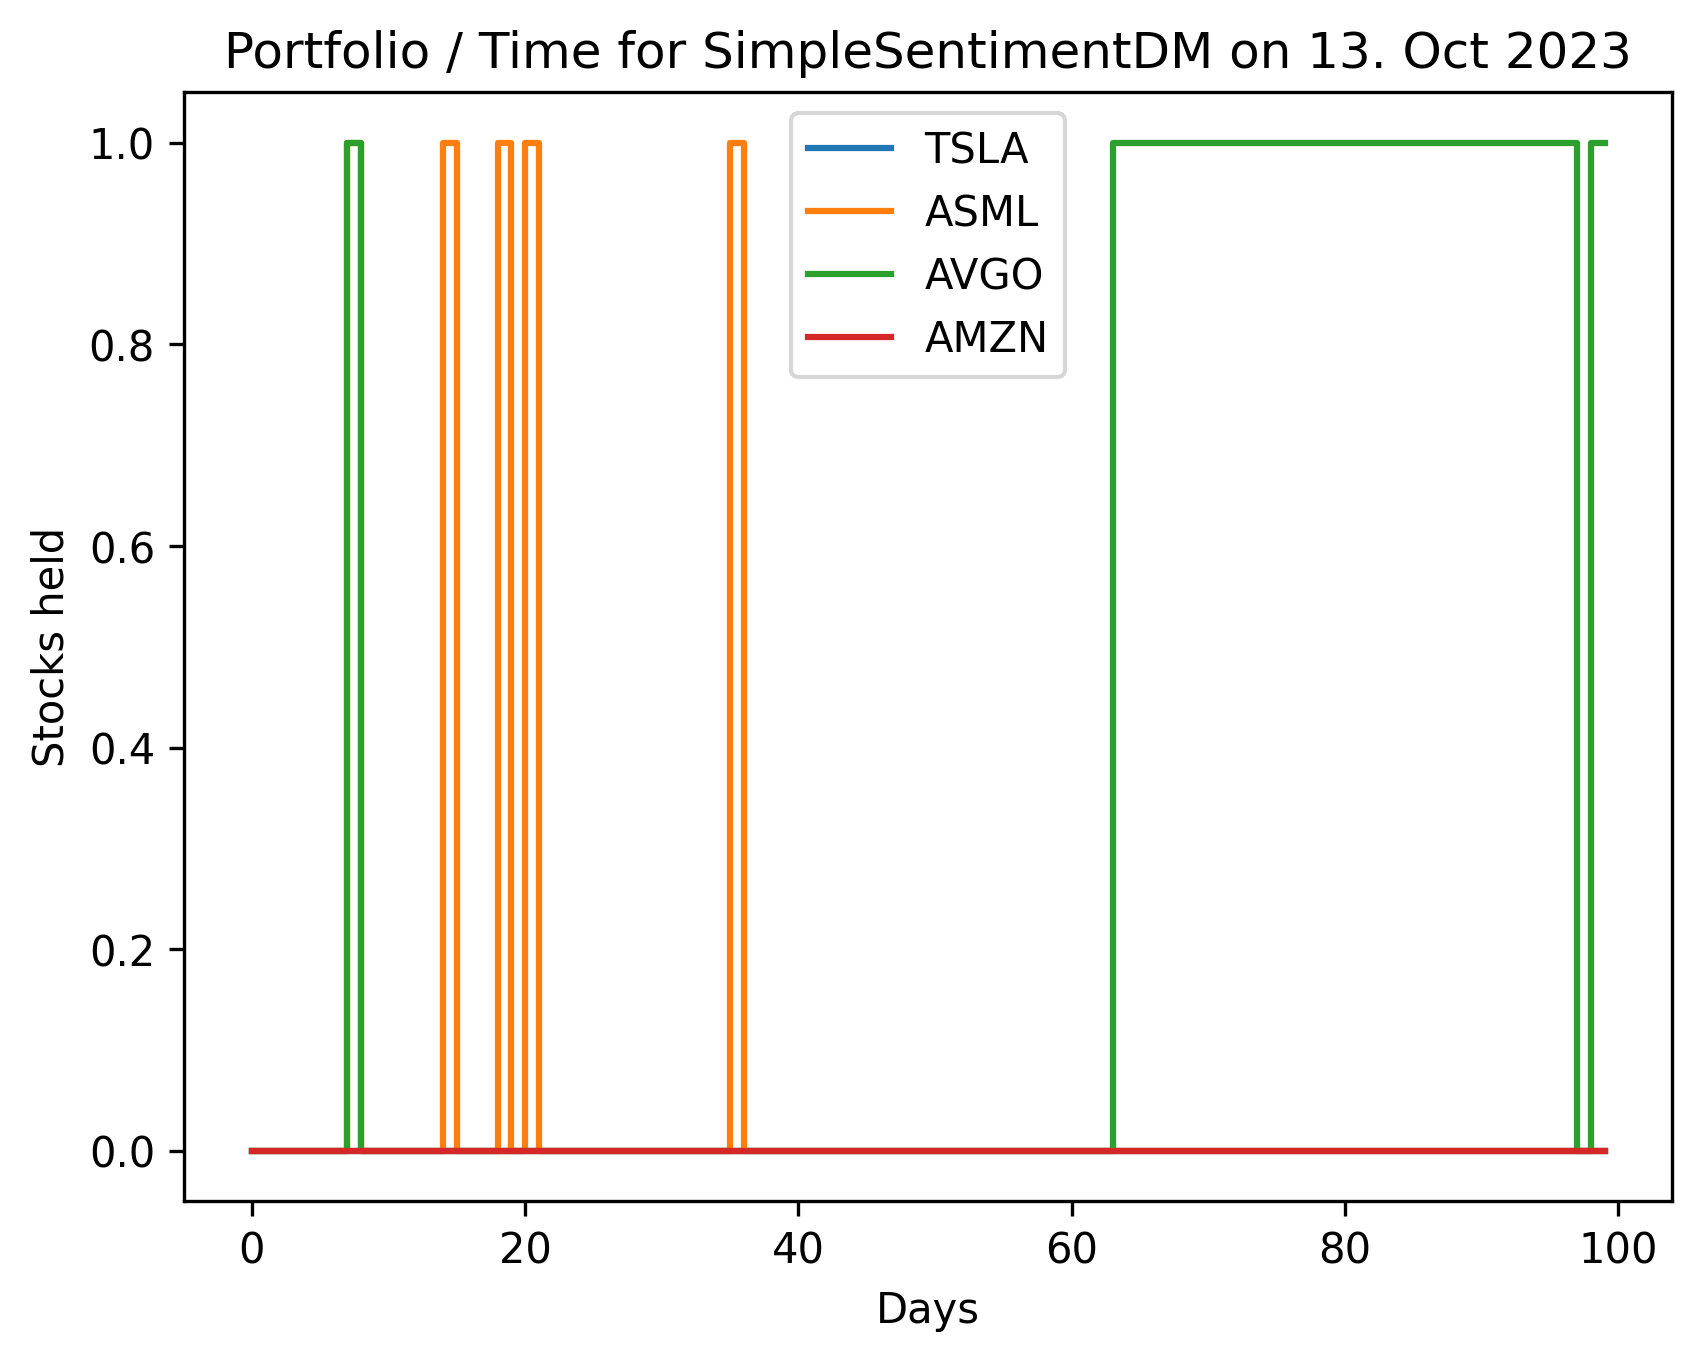 Portfolio / Time for SimpleSentimentDM on 13. Oct 2023
TSLA
ASML
AVGO
AMZN
Stocks held
1.0
0.8
0.6
0.4
0.2
0.0
0 20 40 60 80 100
Days